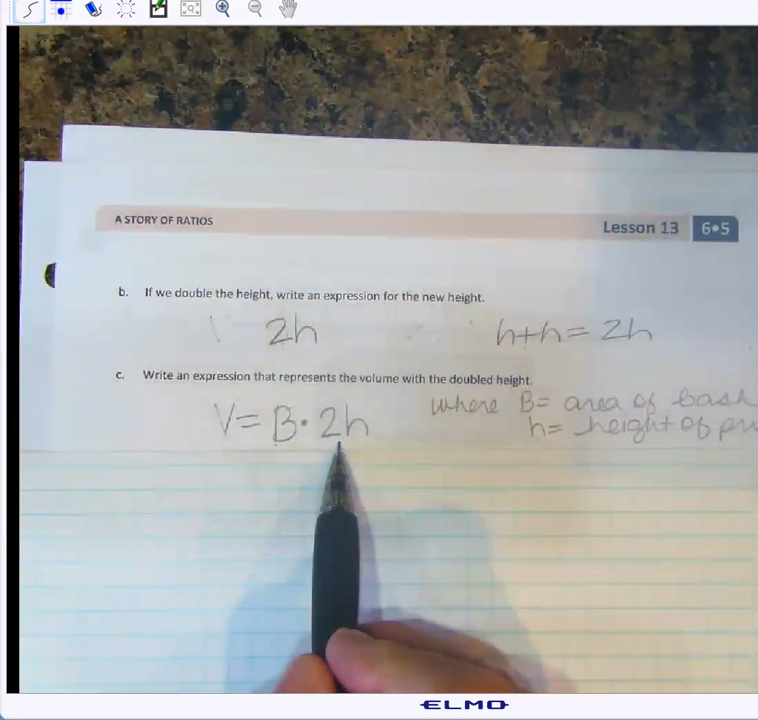 A STORY OF RATIOS
Lesson 13 6•5
b. If we double the height, write an expression for the new height.
2h h+h = 2h
c. Write an expression that represents the volume with the doubled height.
V = B · 2h where B = area of
h = height of
ELMO